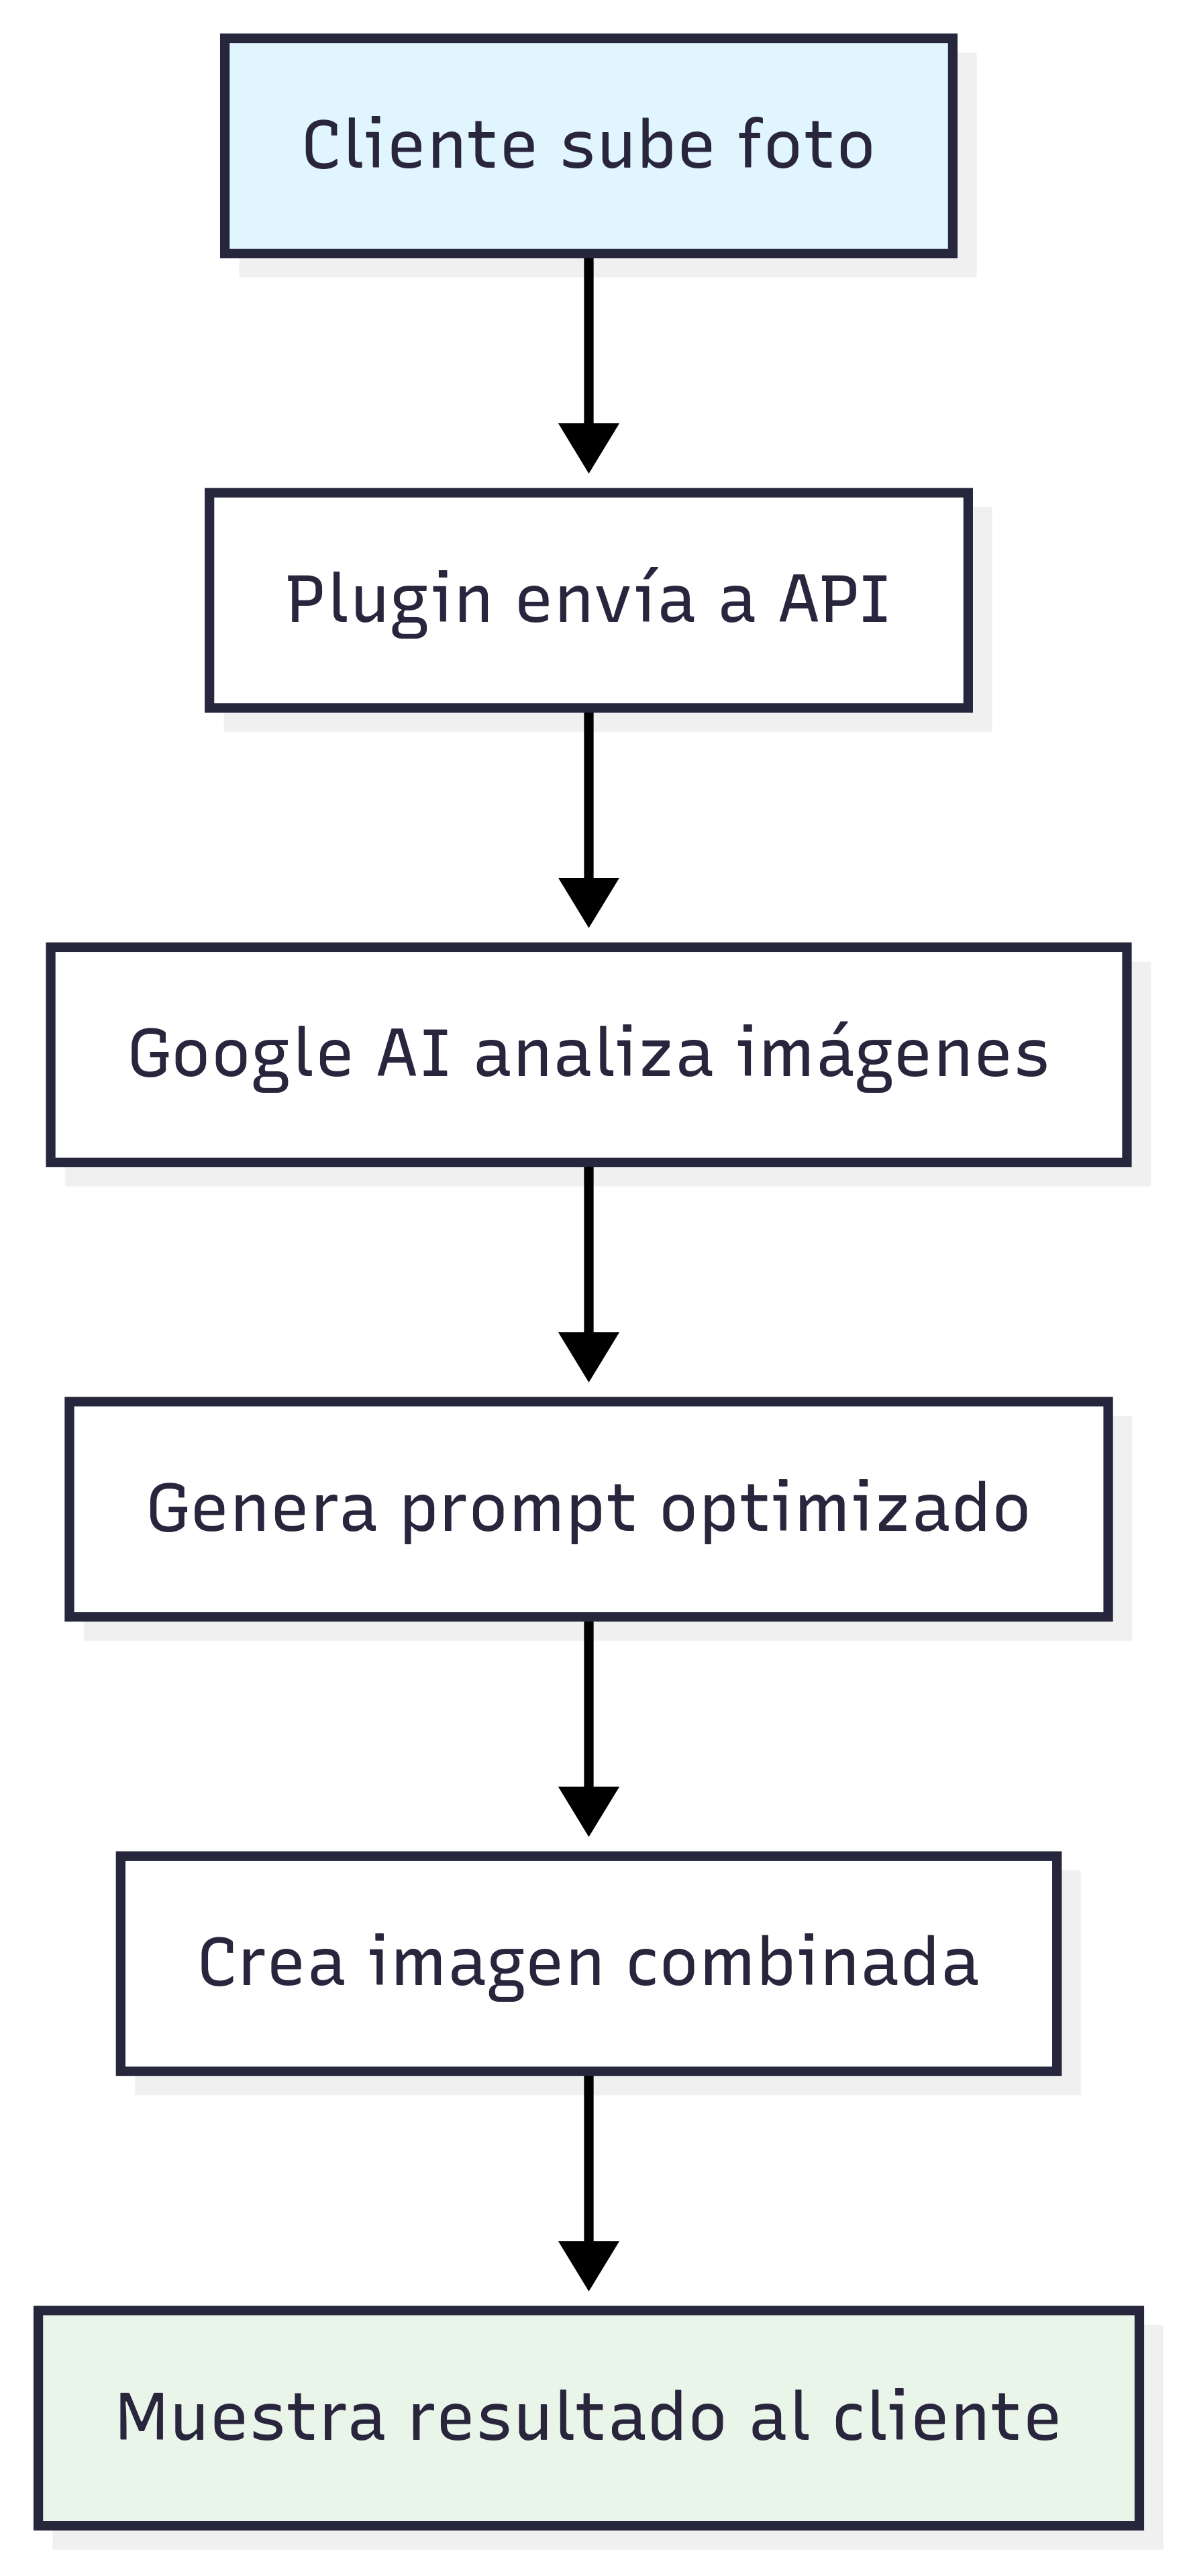 Cliente sube foto
Plugin envía a API
Google AI analiza imágenes
Genera prompt optimizado
Crea imagen combinada
Muestra resultado al cliente